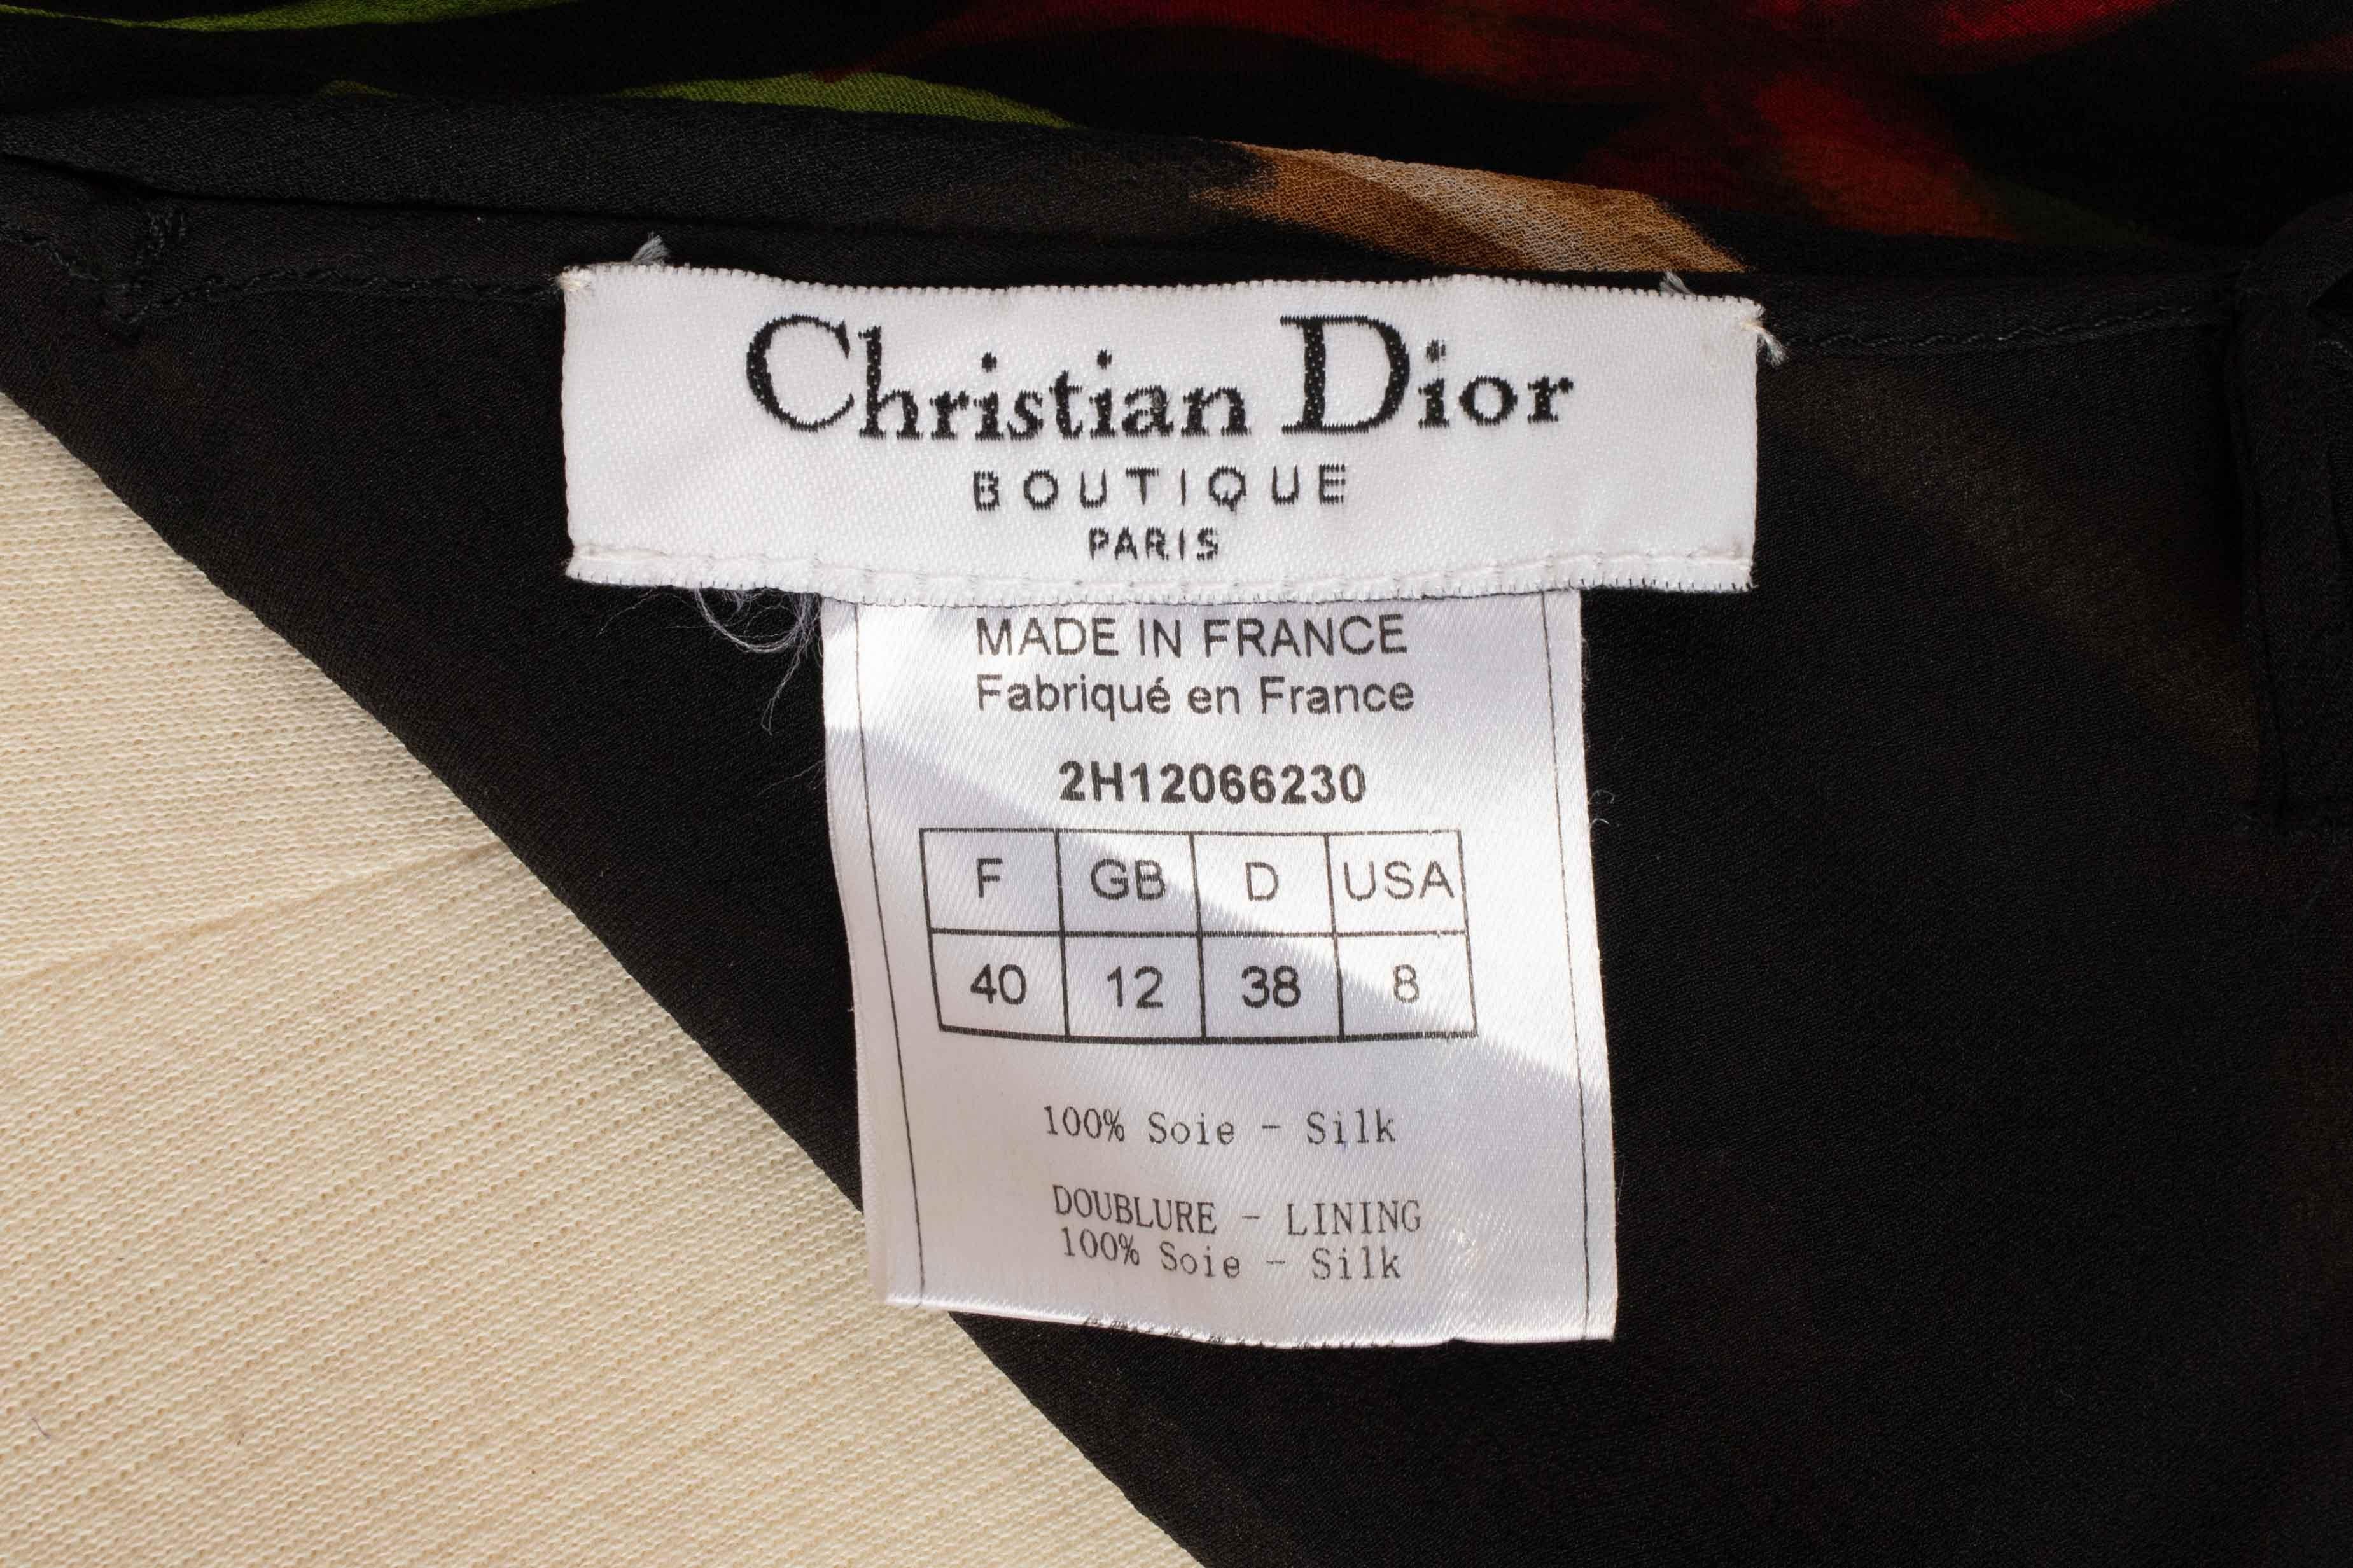 Christian Dior
BOUTIQUE
PARIS
MADE IN FRANCE
Fabriqué en France
2H12066230
F GB D USA
40 12 38 8
100% Soie - Silk
DOUBLURE - LINING
100% Soie - Silk